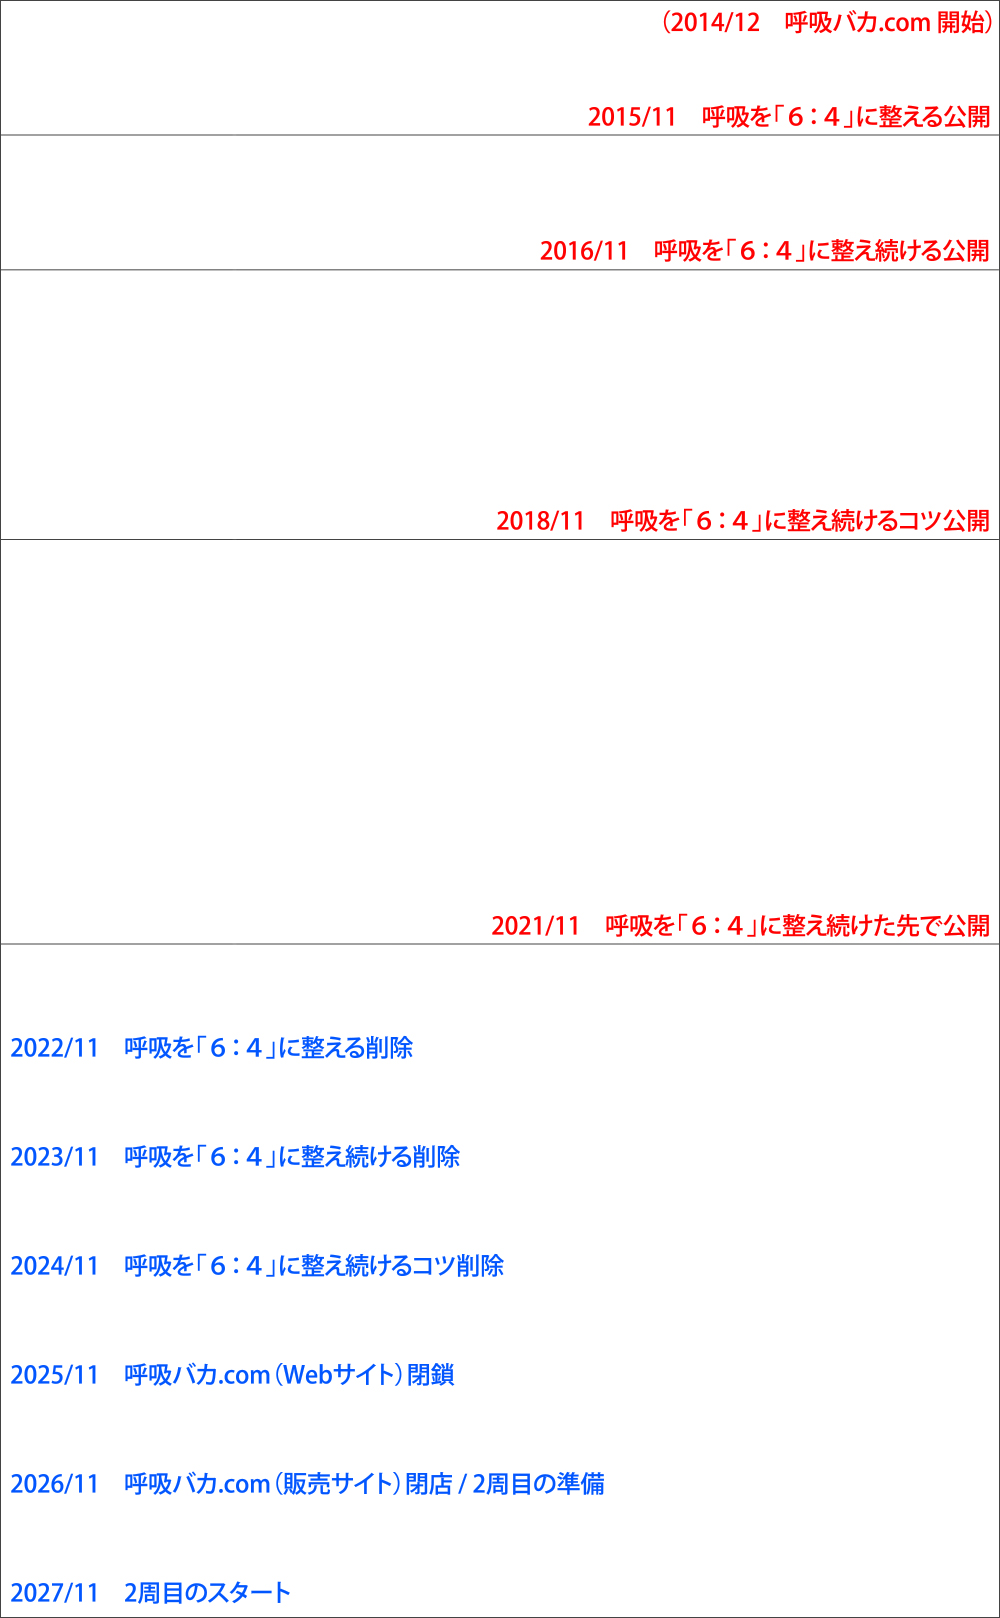 （2014/12　呼吸バカ.com 開始）
2015/11　呼吸を「６：４」に整える公開
2016/11　呼吸を「６：４」に整え続ける公開
2018/11　呼吸を「６：４」に整え続けるコツ公開
2021/11　呼吸を「６：４」に整え続けた先で公開
2022/11　呼吸を「６：４」に整える削除
2023/11　呼吸を「６：４」に整え続ける削除
2024/11　呼吸を「６：４」に整え続けるコツ削除
2025/11　呼吸バカ.com（Webサイト）閉鎖
2026/11　呼吸バカ.com（販売サイト）閉店 / 2周目の準備
2027/11　2周目のスタート